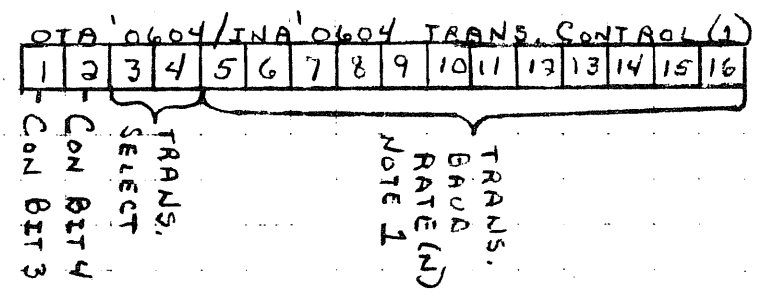 OTA '0604/INA '0604 TRANS. CONTROL (1)
1 2 3 4 5 6 7 8 9 10 11 12 13 14 15 16
CON BIT 3
CON BIT 4
TRANS.
SELECT
TRANS.
BAUD
RATE (N)
NOTE 1